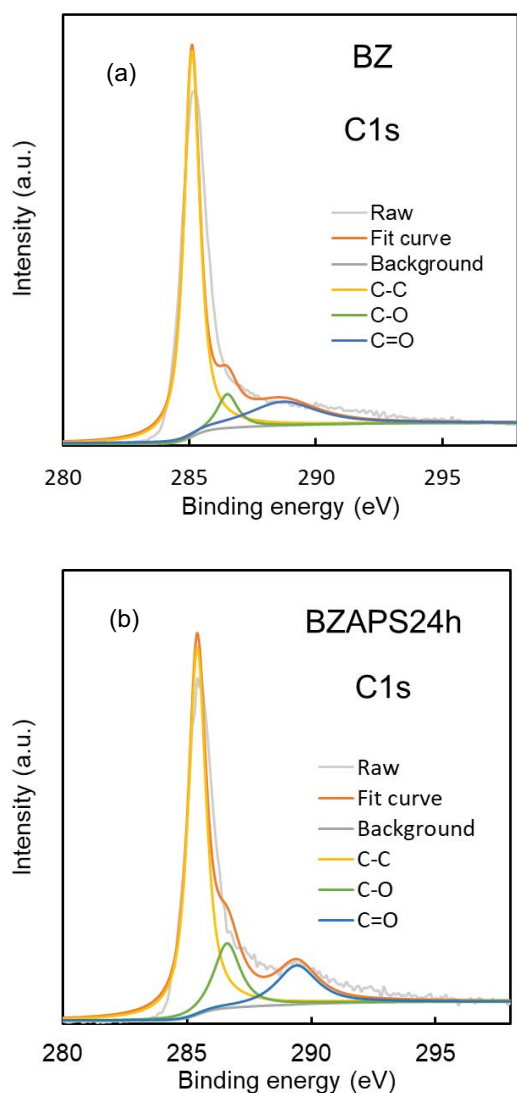 (a)
BZ
C1s
Raw
Fit curve
Background
C-C
C-O
C=O
Intensity (a.u.)
280 285 290 295
Binding energy (eV)
(b)
BZAPS24h
C1s
Raw
Fit curve
Background
C-C
C-O
C=O
Intensity (a.u.)
280 285 290 295
Binding energy (eV)